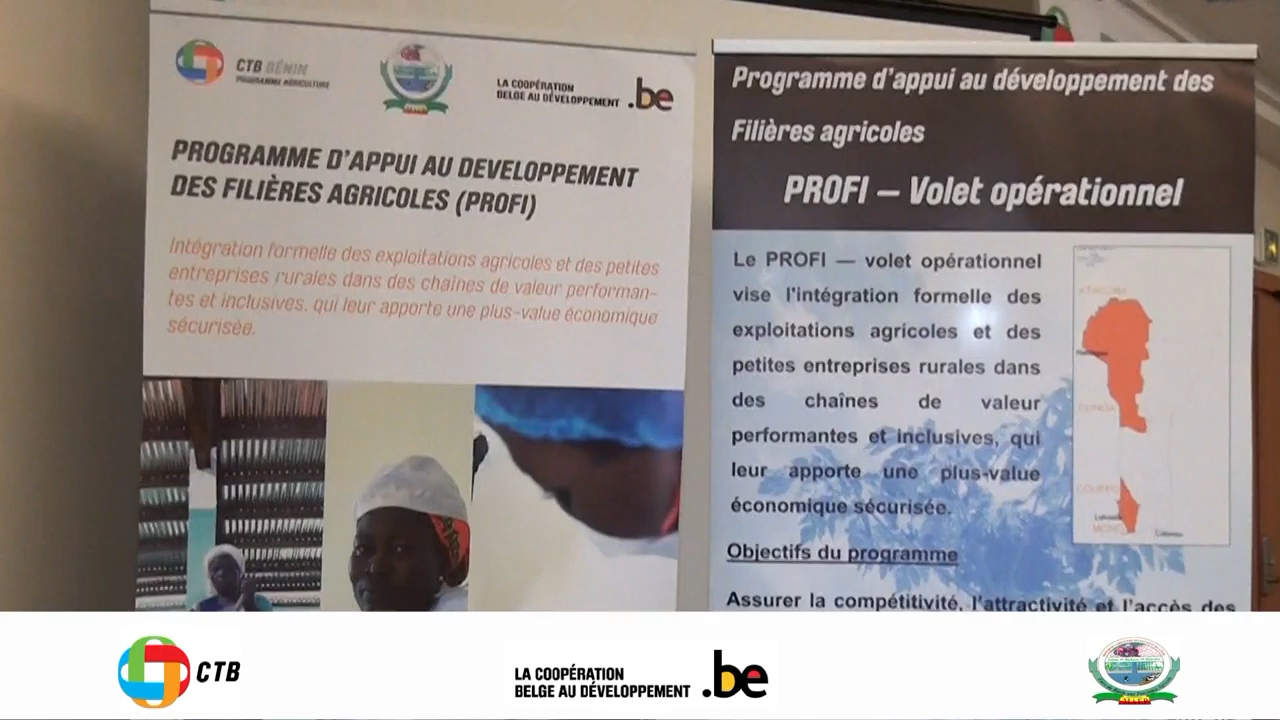 CTB BÉNIN
PROGRAMME AGRICULTURE
LA COOPÉRATION
BELGE AU DÉVELOPPEMENT .be
PROGRAMME D'APPUI AU DEVELOPPEMENT
DES FILIÈRES AGRICOLES (PROFI)
Intégration formelle des exploitations agricoles et des petites
entreprises rurales dans des chaînes de valeur performan-
tes et inclusives, qui leur apporte une plus-value économique
sécurisée.
Programme d'appui au développement des
Filières agricoles
PROFI – Volet opérationnel
Le PROFI — volet opérationnel
vise l'intégration formelle des
exploitations agricoles et des
petites entreprises rurales dans
des chaînes de valeur
performantes et inclusives, qui
leur apporte une plus-value
économique sécurisée.
Objectifs du programme
Assurer la compétitivité, l'attractivité et l'accès des
CTB
LA COOPÉRATION
BELGE AU DÉVELOPPEMENT .be